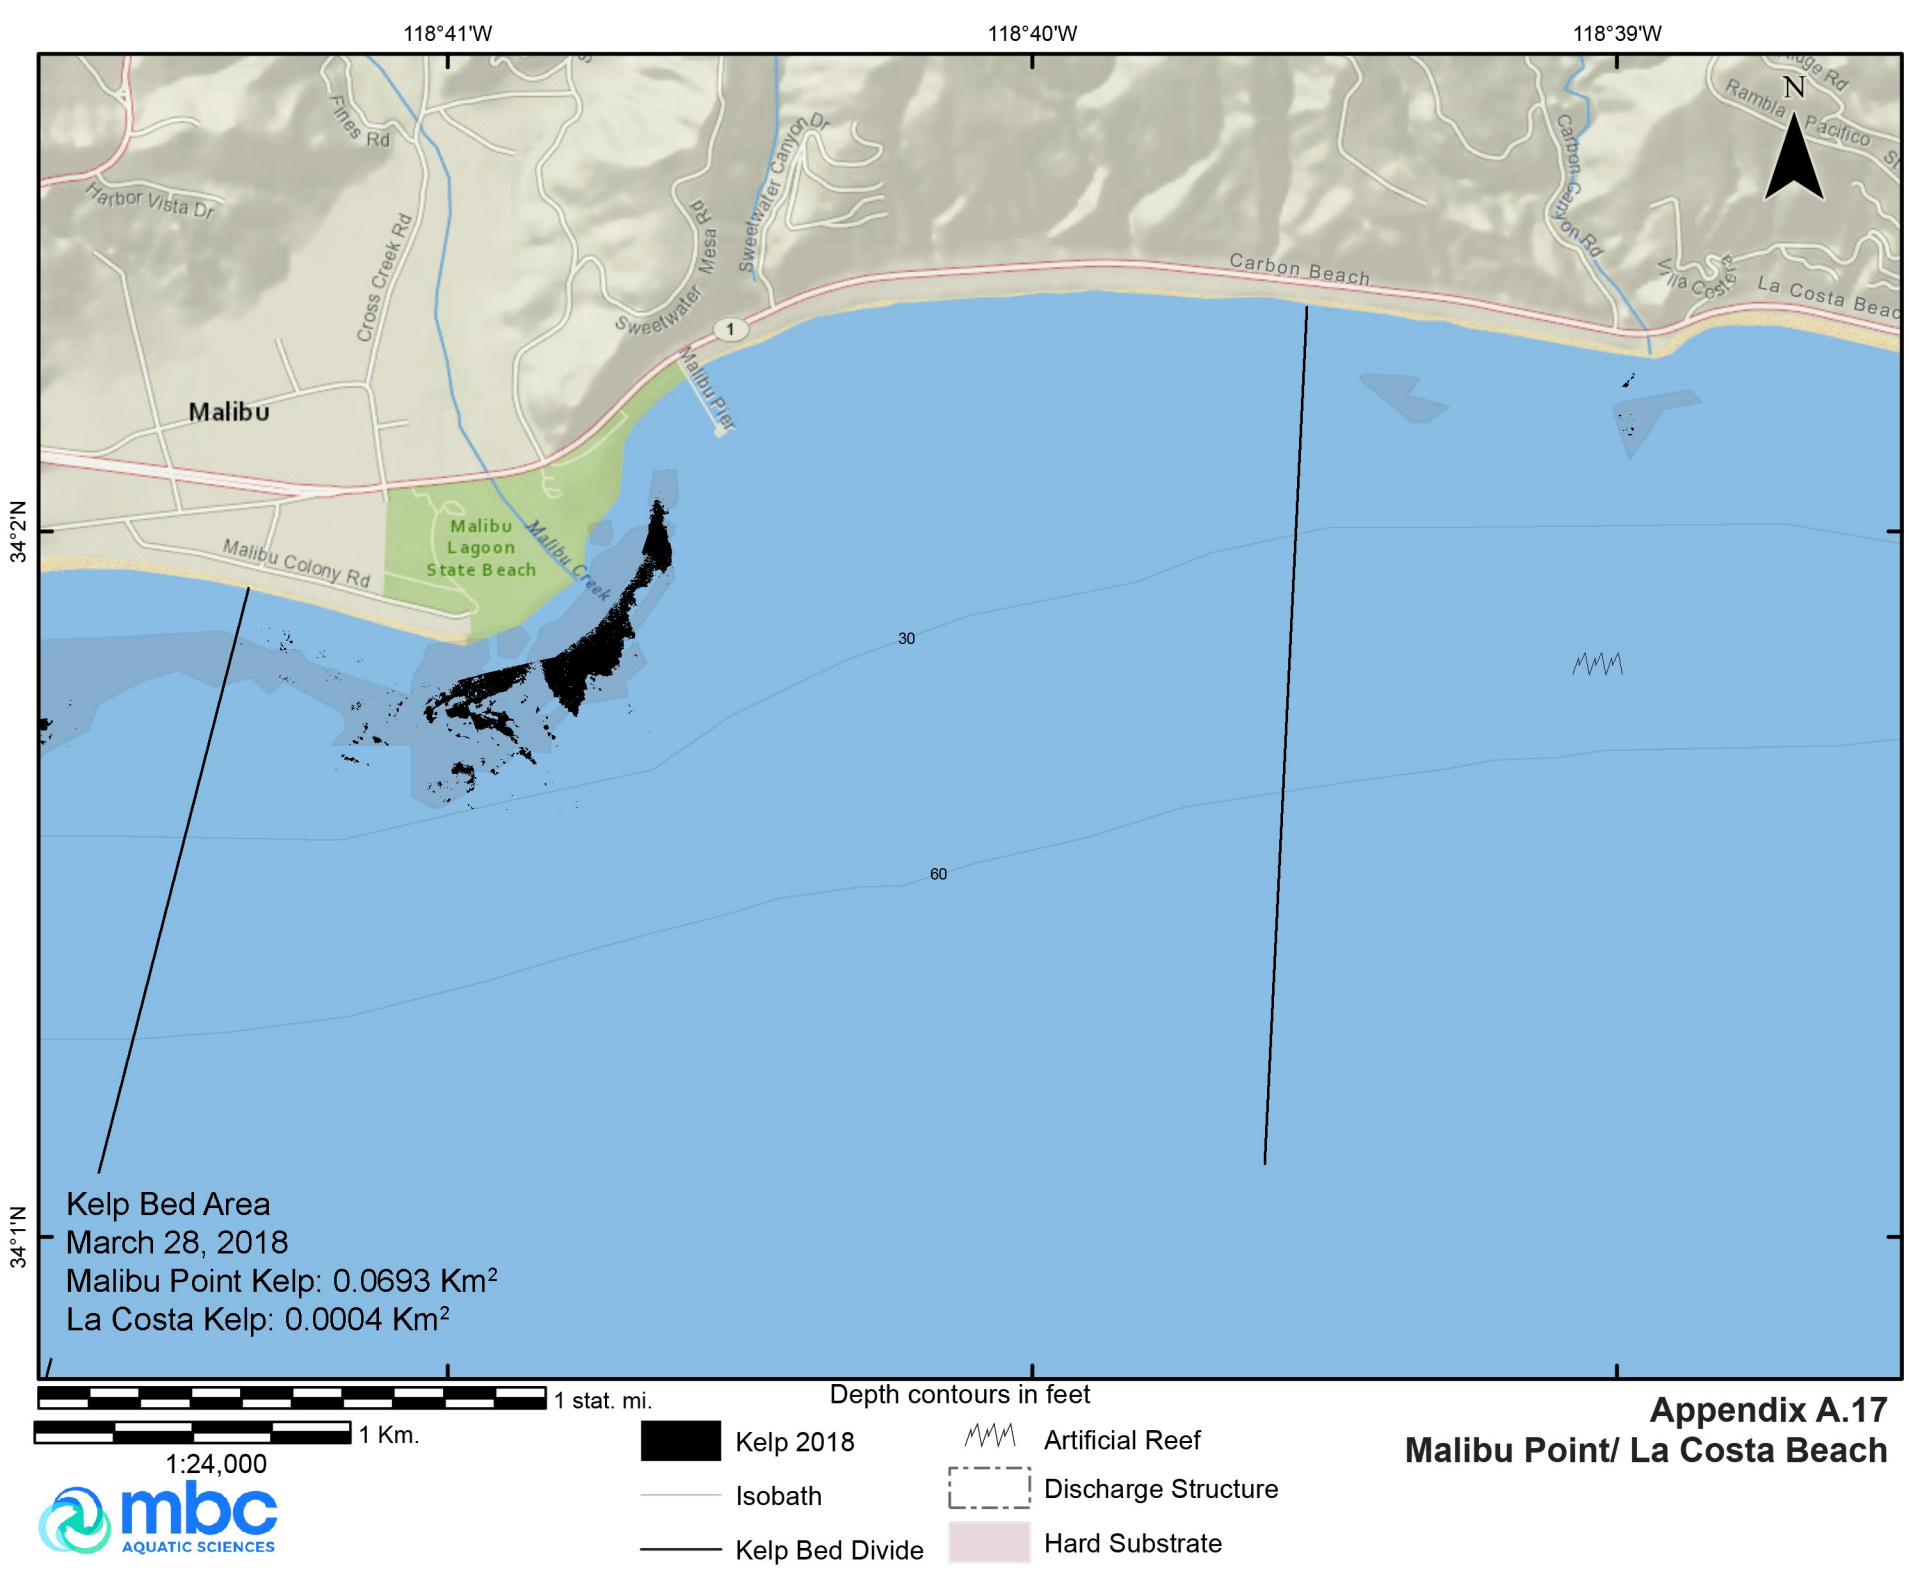 118°41'W
118°40'W
118°39'W
N
Rambla Pacifico St
Fines Rd
Harbor Vista Dr
Cross Creek Rd
Sweetwater Mesa Rd
Sweetwater Canyon Dr
Carbon Canyon Rd
Carbon Beach
Villa Costera
La Costa Beac
1
Malibu Pier
Malibu
34°2'N
Malibu
Lagoon
State Beach
Malibu Creek
Malibu Colony Rd
30
60
34°1'N
Kelp Bed Area
March 28, 2018
Malibu Point Kelp: 0.0693 Km²
La Costa Kelp: 0.0004 Km²
1 stat. mi.
1 Km.
1:24,000
mbc
AQUATIC SCIENCES
Depth contours in feet
Kelp 2018
Isobath
Kelp Bed Divide
Artificial Reef
Discharge Structure
Hard Substrate
Appendix A.17
Malibu Point/ La Costa Beach